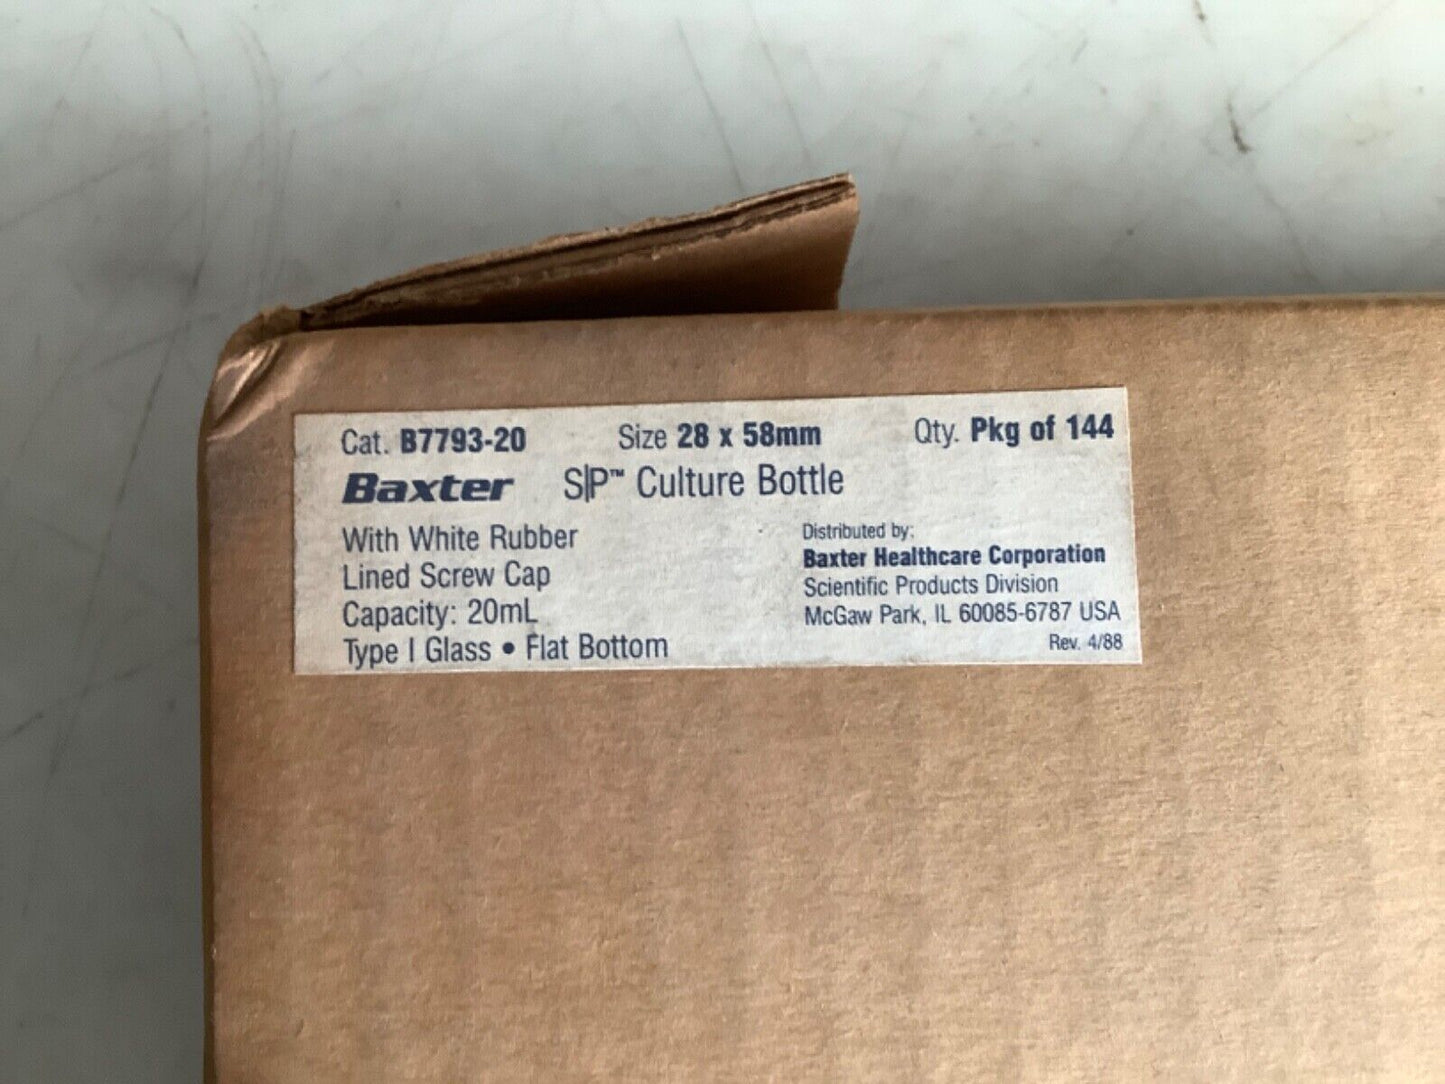 Cat. B7793-20 Size 28 x 58mm Qty. Pkg of 144
Baxter S|P™ Culture Bottle
With White Rubber
Lined Screw Cap
Capacity: 20mL
Type I Glass • Flat Bottom
Distributed by:
Baxter Healthcare Corporation
Scientific Products Division
McGaw Park, IL 60085-6787 USA
Rev. 4/88